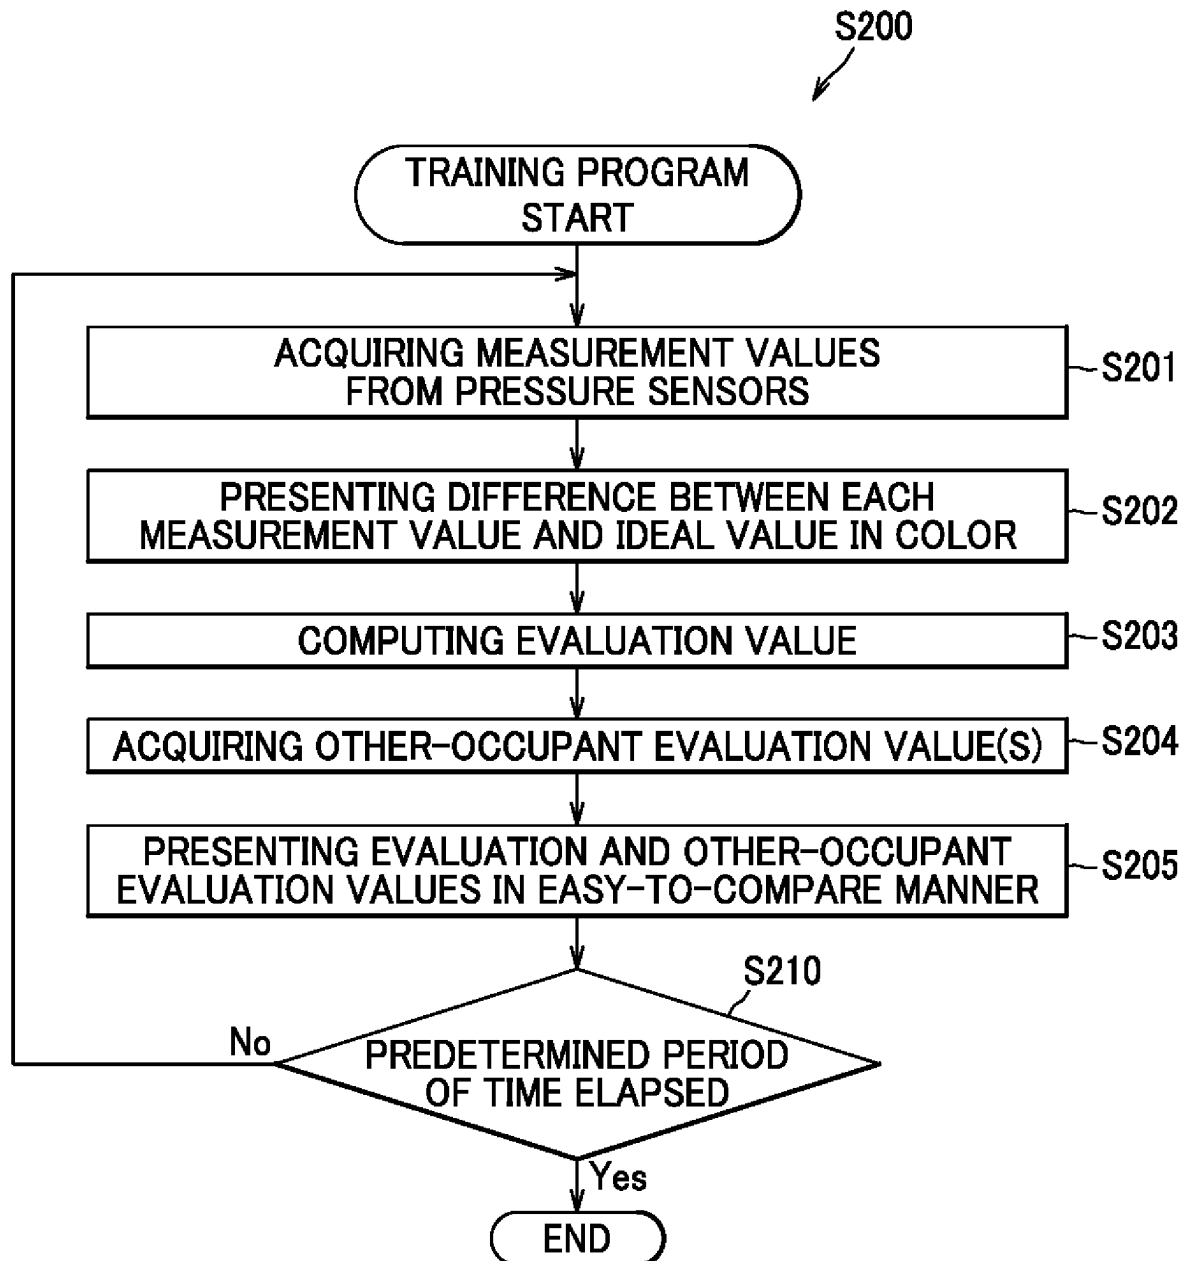 S200
TRAINING PROGRAM
START
ACQUIRING MEASUREMENT VALUES
FROM PRESSURE SENSORS
S201
PRESENTING DIFFERENCE BETWEEN EACH
MEASUREMENT VALUE AND IDEAL VALUE IN COLOR
S202
COMPUTING EVALUATION VALUE
S203
ACQUIRING OTHER-OCCUPANT EVALUATION VALUE(S)
S204
PRESENTING EVALUATION AND OTHER-OCCUPANT
EVALUATION VALUES IN EASY-TO-COMPARE MANNER
S205
S210
No
PREDETERMINED PERIOD
OF TIME ELAPSED
Yes
END